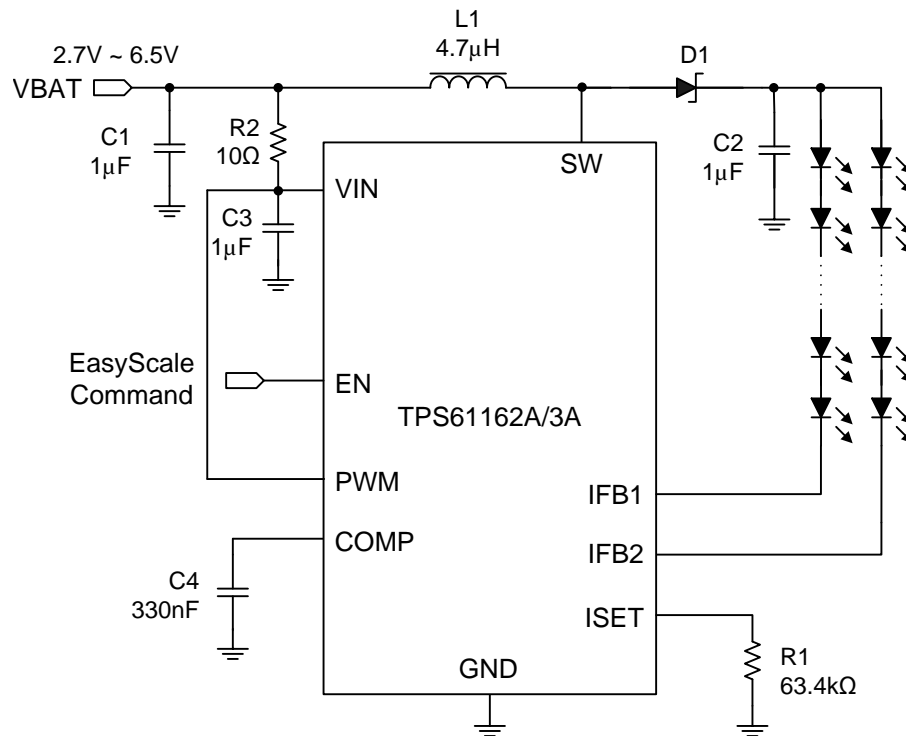 L1
4.7μH
2.7V ~ 6.5V
VBAT
D1
C1
1μF
R2
10Ω
C2
1μF
SW
VIN
C3
1μF
EasyScale
Command
EN
TPS61162A/3A
PWM
IFB1
COMP
IFB2
C4
330nF
ISET
R1
63.4kΩ
GND